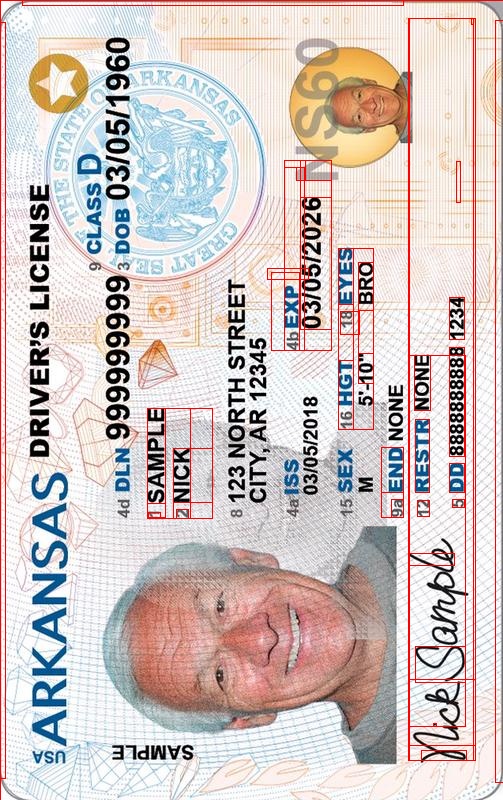 USA
ARKANSAS DRIVER'S LICENSE
9 CLASS D
4d DLN 999999999 3 DOB 03/05/1960
1 SAMPLE
2 NICK
8 123 NORTH STREET
CITY, AR 12345
4a ISS 4b EXP
03/05/2018 03/05/2026
15 SEX 16 HGT 18 EYES
M 5'-10" BRO
9a END NONE
12 RESTR NONE
5 DD 8888888888 1234
Nick Sample
SAMPLE
THE STATE OF ARKANSAS
GREAT SEAL
NS60